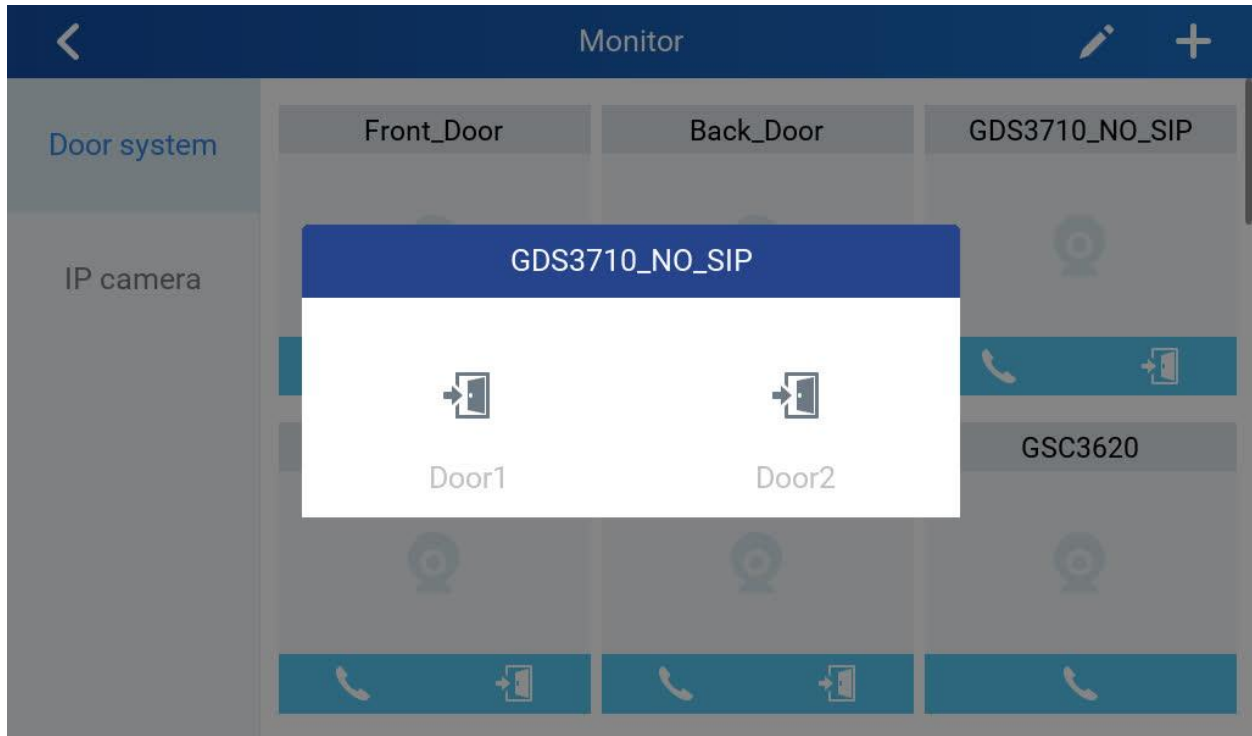 Monitor
Door system
IP camera
Front_Door
Back_Door
GDS3710_NO_SIP
GDS3710_NO_SIP
Door1
Door2
GSC3620